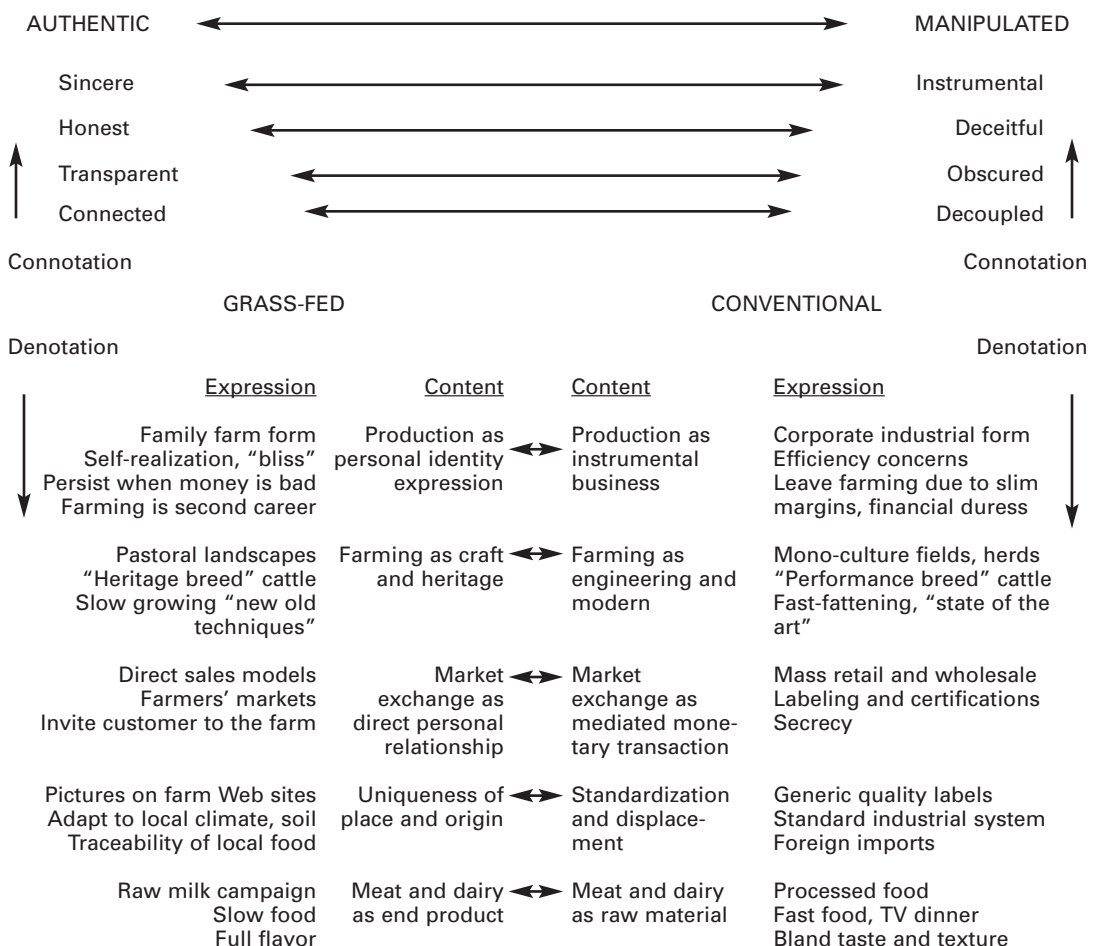 AUTHENTIC MANIPULATED
Sincere Instrumental
Honest Deceitful
Transparent Obscured
Connected Decoupled
Connotation Connotation
GRASS-FED CONVENTIONAL
Denotation Denotation
Expression Content Content Expression
Family farm form Production as Production as Corporate industrial form
Self-realization, “bliss” personal identity instrumental Efficiency concerns
Persist when money is bad expression business Leave farming due to slim
Farming is second career margins, financial duress
Pastoral landscapes Farming as craft Farming as Mono-culture fields, herds
“Heritage breed” cattle and heritage engineering and “Performance breed” cattle
Slow growing “new old modern Fast-fattening, “state of the
techniques” art”
Direct sales models Market Market Mass retail and wholesale
Farmers’ markets exchange as exchange as Labeling and certifications
Invite customer to the farm direct personal mediated mone- Secrecy
relationship tary transaction
Pictures on farm Web sites Uniqueness of Standardization Generic quality labels
Adapt to local climate, soil place and origin and displace- Standard industrial system
Traceability of local food ment Foreign imports
Raw milk campaign Meat and dairy Meat and dairy Processed food
Slow food as end product as raw material Fast food, TV dinner
Full flavor Bland taste and texture